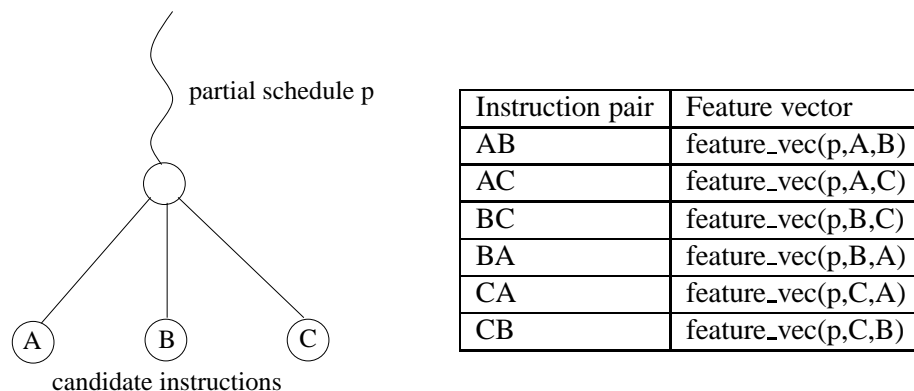 partial schedule p
A
B
C
candidate instructions
Instruction pair Feature vector
AB feature_vec(p,A,B)
AC feature_vec(p,A,C)
BC feature_vec(p,B,C)
BA feature_vec(p,B,A)
CA feature_vec(p,C,A)
CB feature_vec(p,C,B)